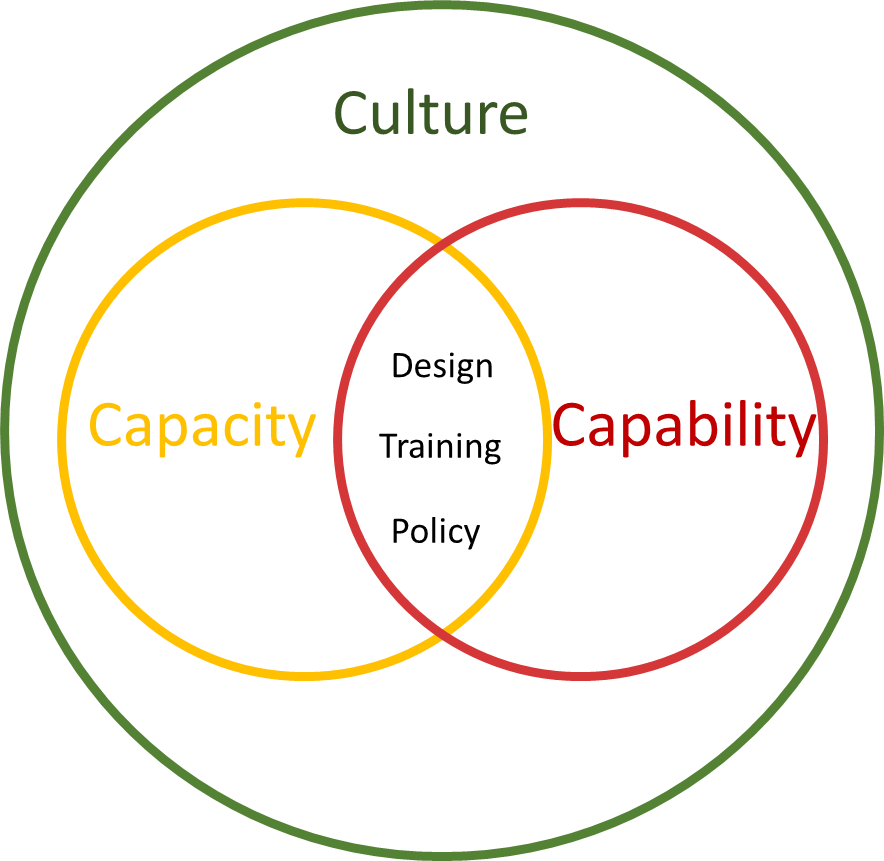 Culture
Design
Capacity
Capability
Training
Policy